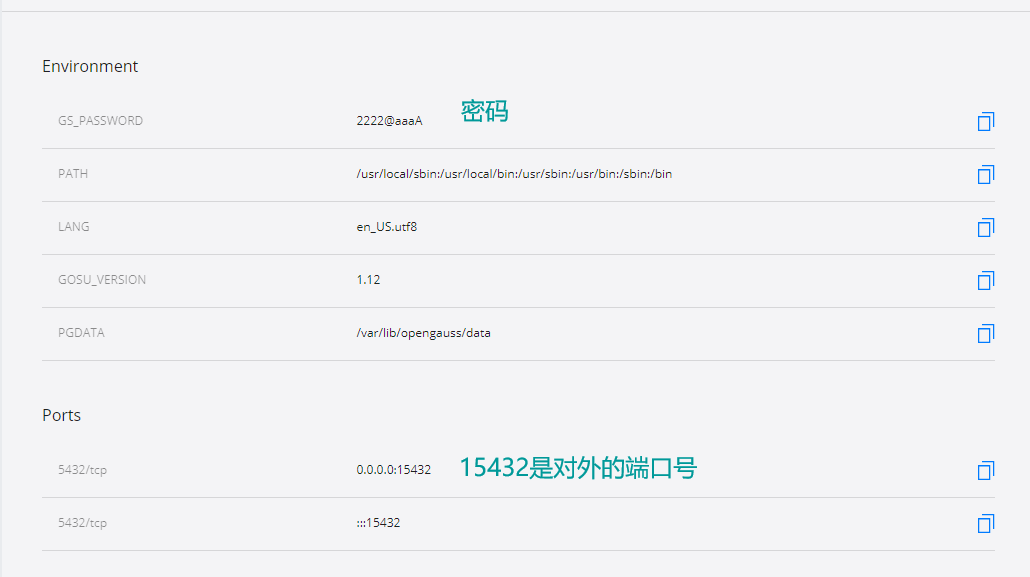 Environment
GS_PASSWORD 2222@aaaA 密码
PATH /usr/local/sbin:/usr/local/bin:/usr/sbin:/usr/bin:/sbin:/bin
LANG en_US.utf8
GOSU_VERSION 1.12
PGDATA /var/lib/opengauss/data
Ports
5432/tcp 0.0.0.0:15432 15432是对外的端口号
5432/tcp :::15432